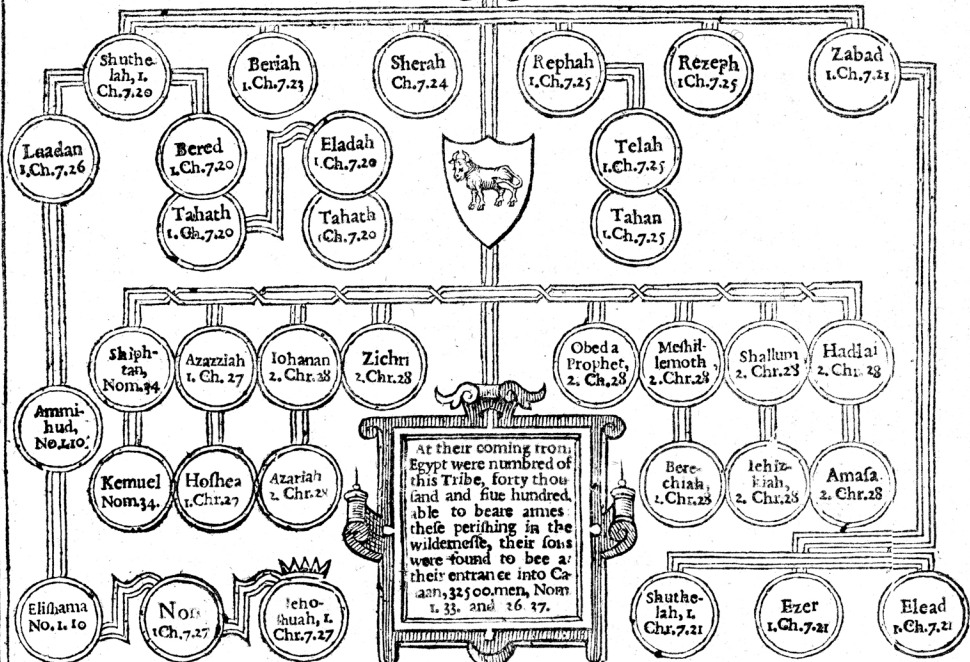 Shuthe-
lah, 1.
Ch.7.20
Beriah
1.Ch.7.23
Sherah
Ch.7.24
Rephah
1.Ch.7.25
Rezeph
1.Ch.7.25
Zabad
1.Ch.7.21
Laadan
1.Ch.7.26
Bered
1.Ch.7.20
Eladah
1.Ch.7.20
Telah
1.Ch.7.25
Tahath
1.Ch.7.20
Tahath
1Ch.7.20
Tahan
1.Ch.7.25
Shiph-
tan,
Nom.34
Azazziah
1. Ch. 27
Iohanan
2. Chr.28
Zichri
2.Chr.28
Obed a
Prophet,
2. Ch.28
Meſhil-
lemoth,
2.Chr.28
Shallum
2.Chr.28
Hadlai
2.Chr.28
Ammi-
hud,
No.1.10.
Kemuel
Nom.34.
Hoſhea
1.Chr.27
Azariah
2. Chr.28
Bere-
chiah,
2.Chr.28
Iehiz-
kiah,
2. Chr.28
Amaſa
2. Chr.28
At their coming from
Egypt were numbred of
this Tribe, forty thou
ſand and fiue hundred,
able to beare armes:
theſe periſhing in the
wilderneſſe, their ſons
were found to bee at
their entrance into Ca-
aan, 32500.men, Nom
1. 33. and 26. 37.
Eliſhama
No. 1. 10
Non
1Ch.7.27
Ieho-
ſhuah, 1.
Chr.7.27
Shuthe-
lah, 1
Chr.7.21
Ezer
1.Ch.7.21
Elead
1.Ch.7.21